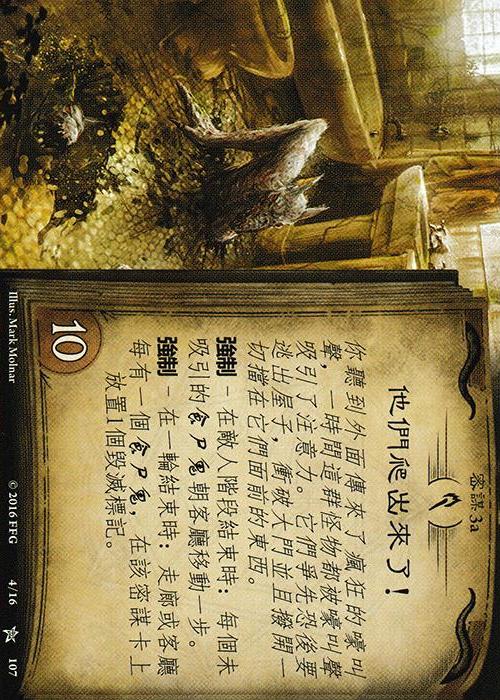 密謀 3a
他們爬出來了!
你聽到外面傳來了瘋狂的嚎叫
聲，一時間這群怪物都被嚎叫聲
吸引了注意力。它們爭先恐後要
逃出屋子，衝破大門並且撥開一
切擋在它們面前的東西。
強制 - 在敵人階段結束時： 每個未
吸引的食尸鬼朝客廳移動一步。
強制 - 在一輪結束時： 走廊或客廳
每有一個食尸鬼，在該密謀卡上
放置1個毀滅標記。
10
Illus. Mark Molnar
© 2016 FFG
4/16
107